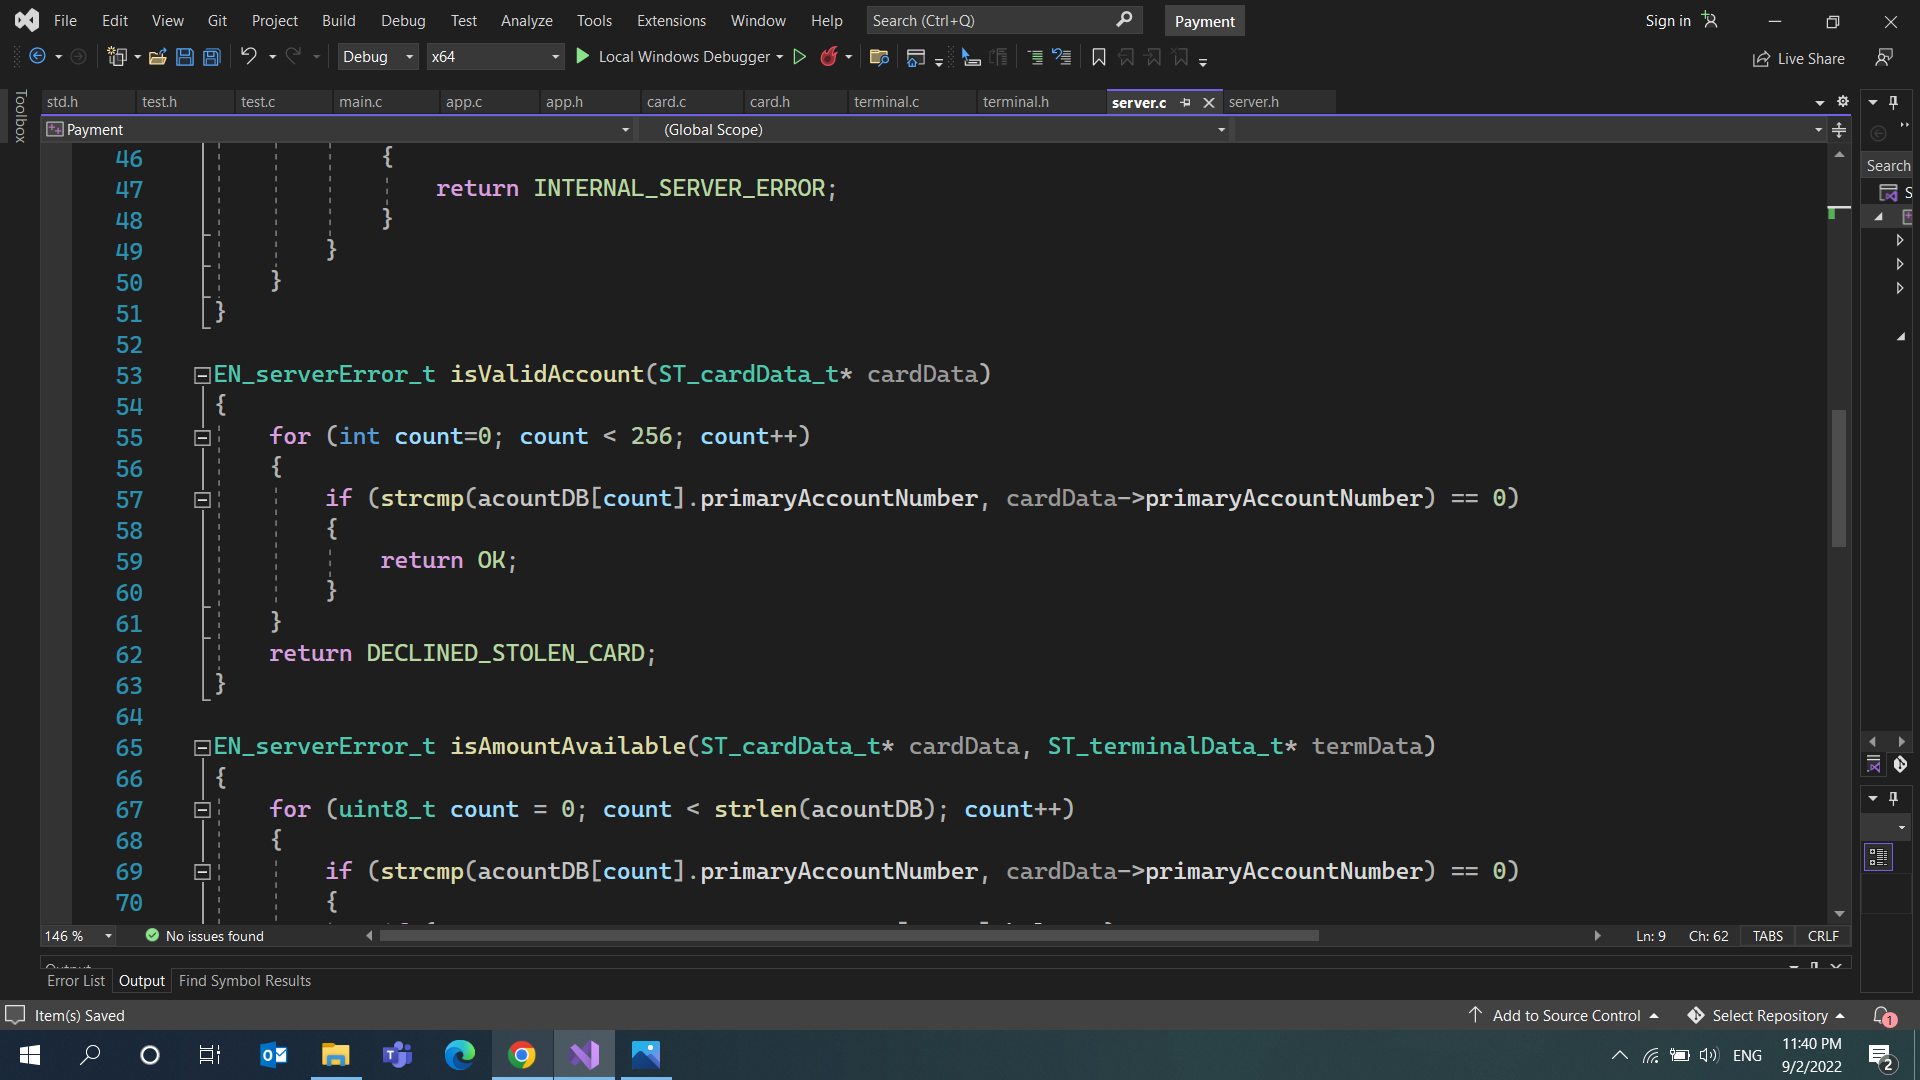 File Edit View Git Project Build Debug Test Analyze Tools Extensions Window Help Search (Ctrl+Q) Payment Sign in
Debug x64 Local Windows Debugger Live Share
Toolbox
std.h test.h test.c main.c app.c app.h card.c card.h terminal.c terminal.h server.c server.h
Payment (Global Scope)
Search
S
46 {
47 return INTERNAL_SERVER_ERROR;
48 }
49 }
50 }
51 }
52
53 EN_serverError_t isValidAccount(ST_cardData_t* cardData)
54 {
55 for (int count=0; count < 256; count++)
56 {
57 if (strcmp(acountDB[count].primaryAccountNumber, cardData->primaryAccountNumber) == 0)
58 {
59 return OK;
60 }
61 }
62 return DECLINED_STOLEN_CARD;
63 }
64
65 EN_serverError_t isAmountAvailable(ST_cardData_t* cardData, ST_terminalData_t* termData)
66 {
67 for (uint8_t count = 0; count < strlen(acountDB); count++)
68 {
69 if (strcmp(acountDB[count].primaryAccountNumber, cardData->primaryAccountNumber) == 0)
70 {
146 % No issues found Ln: 9 Ch: 62 TABS CRLF
Output
Error List Output Find Symbol Results
Item(s) Saved Add to Source Control Select Repository 1
ENG 11:40 PM
9/2/2022 2